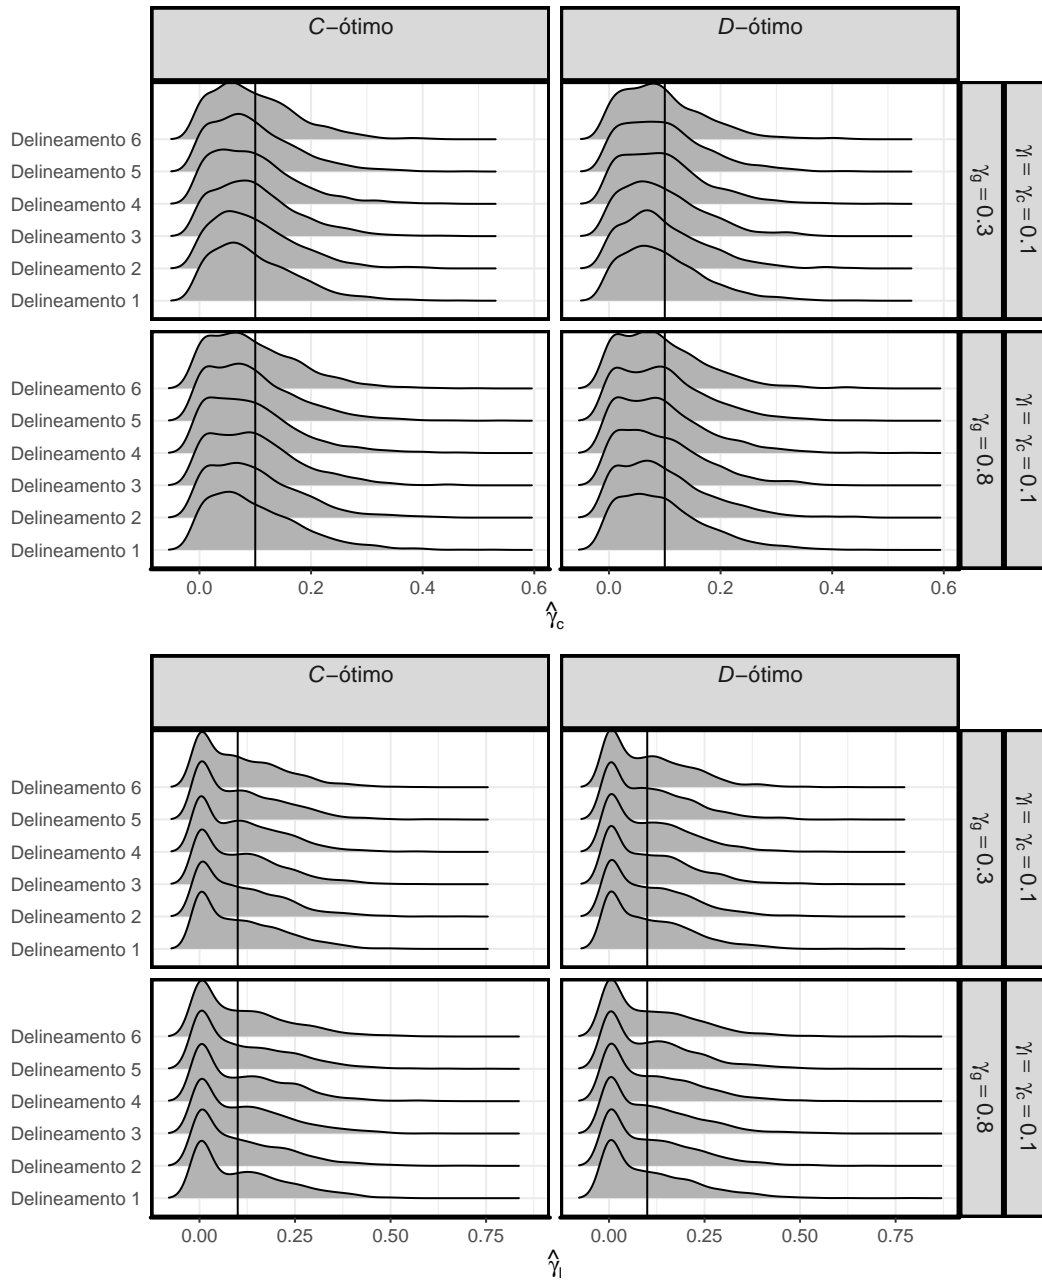 C−ótimo D−ótimo
Delineamento 6
Delineamento 5
Delineamento 4
Delineamento 3
Delineamento 2
Delineamento 1
γg = 0.3
γl = γc = 0.1
Delineamento 6
Delineamento 5
Delineamento 4
Delineamento 3
Delineamento 2
Delineamento 1
γg = 0.8
γl = γc = 0.1
0.0 0.2 0.4 0.6 0.0 0.2 0.4 0.6
γ̂c
C−ótimo D−ótimo
Delineamento 6
Delineamento 5
Delineamento 4
Delineamento 3
Delineamento 2
Delineamento 1
γg = 0.3
γl = γc = 0.1
Delineamento 6
Delineamento 5
Delineamento 4
Delineamento 3
Delineamento 2
Delineamento 1
γg = 0.8
γl = γc = 0.1
0.00 0.25 0.50 0.75 0.00 0.25 0.50 0.75
γ̂l